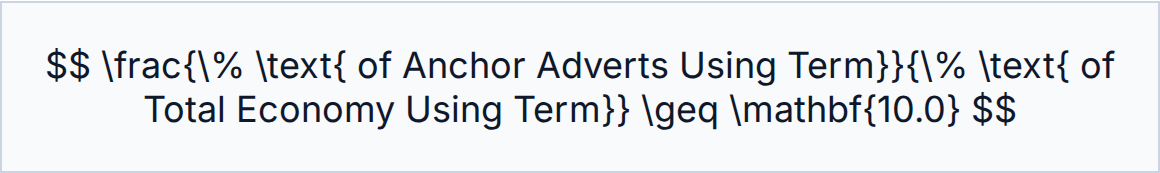 $$ \frac{\% \text{ of Anchor Adverts Using Term}}{\% \text{ of
Total Economy Using Term}} \geq \mathbf{10.0} $$